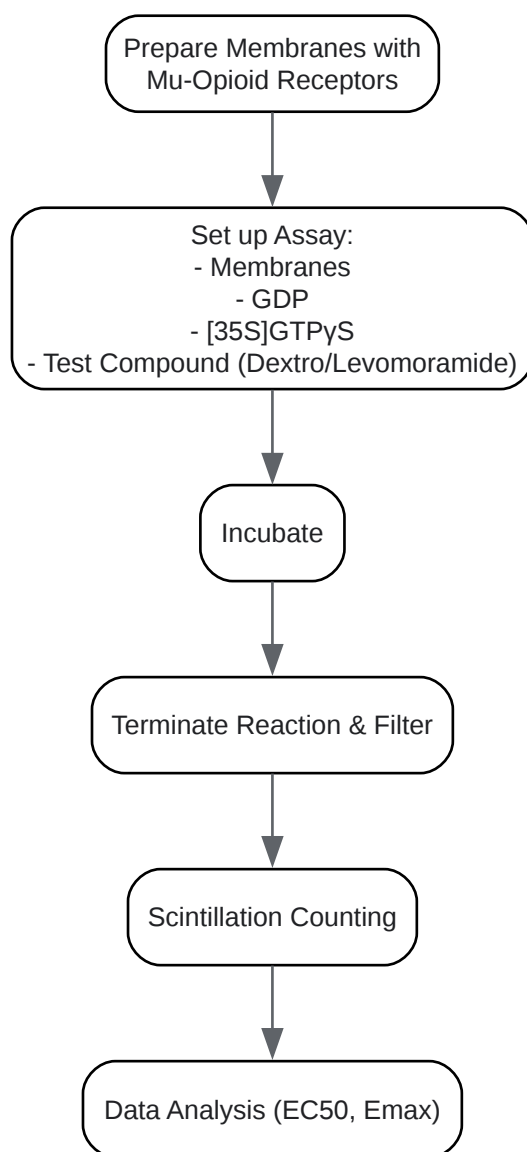 Prepare Membranes with
Mu-Opioid Receptors
Set up Assay:
- Membranes
- GDP
- [35S]GTPγS
- Test Compound (Dextro/Levomoramide)
Incubate
Terminate Reaction & Filter
Scintillation Counting
Data Analysis (EC50, Emax)